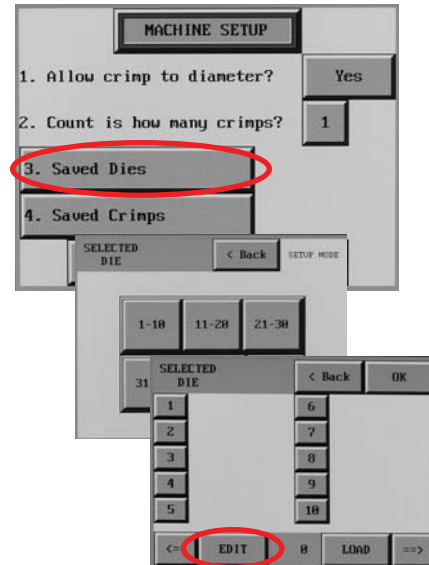 MACHINE SETUP
1. Allow crimp to diameter? Yes
2. Count is how many crimps? 1
3. Saved Dies
4. Saved Crimps
SELECTED DIE < Back SETUP MODE
1-10 11-20 21-30
31
SELECTED DIE < Back OK
1 6
2 7
3 8
4 9
5 10
<= EDIT 0 LOAD ==>